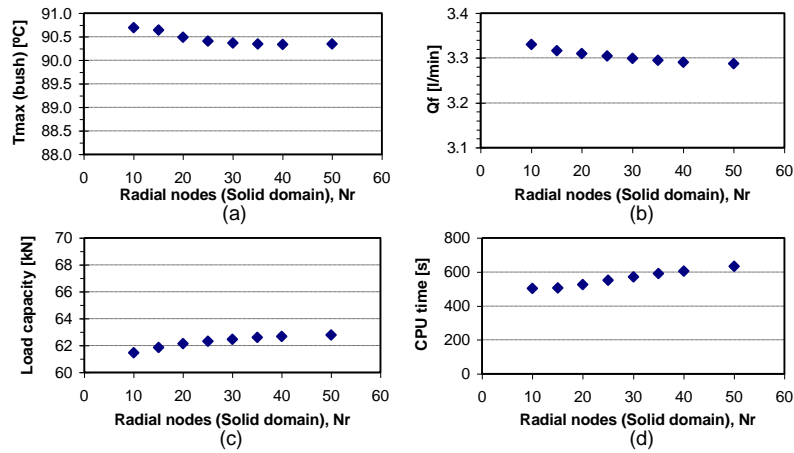 91.0
90.5
90.0
89.5
89.0
88.5
88.0
Tmax (bush) [ºC]
0 10 20 30 40 50 60
Radial nodes (Solid domain), Nr
(a)
3.4
3.3
3.2
3.1
Qf [l/min]
0 10 20 30 40 50 60
Radial nodes (Solid domain), Nr
(b)
70
68
66
64
62
60
Load capacity [kN]
0 10 20 30 40 50 60
Radial nodes (Solid domain), Nr
(c)
800
600
400
200
0
CPU time [s]
0 10 20 30 40 50 60
Radial nodes (Solid domain), Nr
(d)